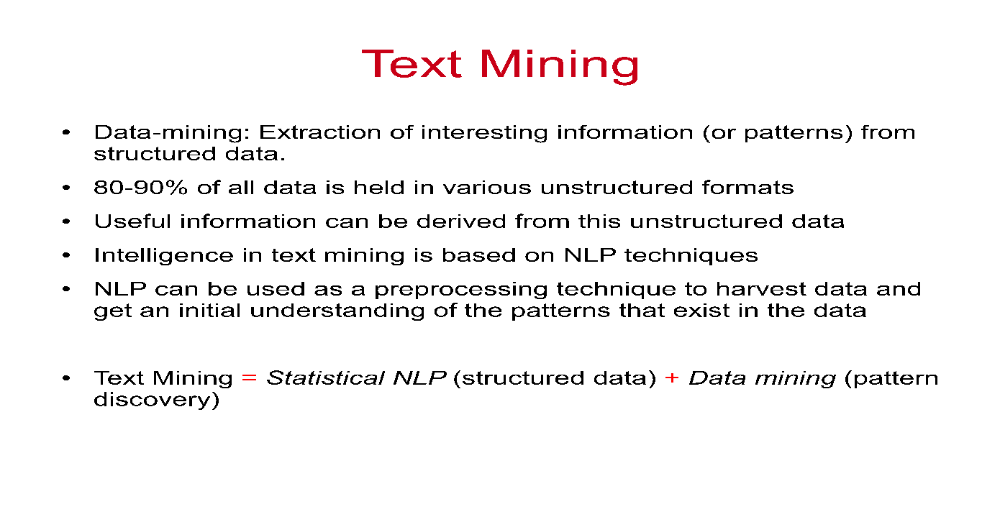 Text Mining
• Data-mining: Extraction of interesting information (or patterns) from
structured data.
• 80-90% of all data is held in various unstructured formats
• Useful information can be derived from this unstructured data
• Intelligence in text mining is based on NLP techniques
• NLP can be used as a preprocessing technique to harvest data and
get an initial understanding of the patterns that exist in the data
• Text Mining = Statistical NLP (structured data) + Data mining (pattern
discovery)